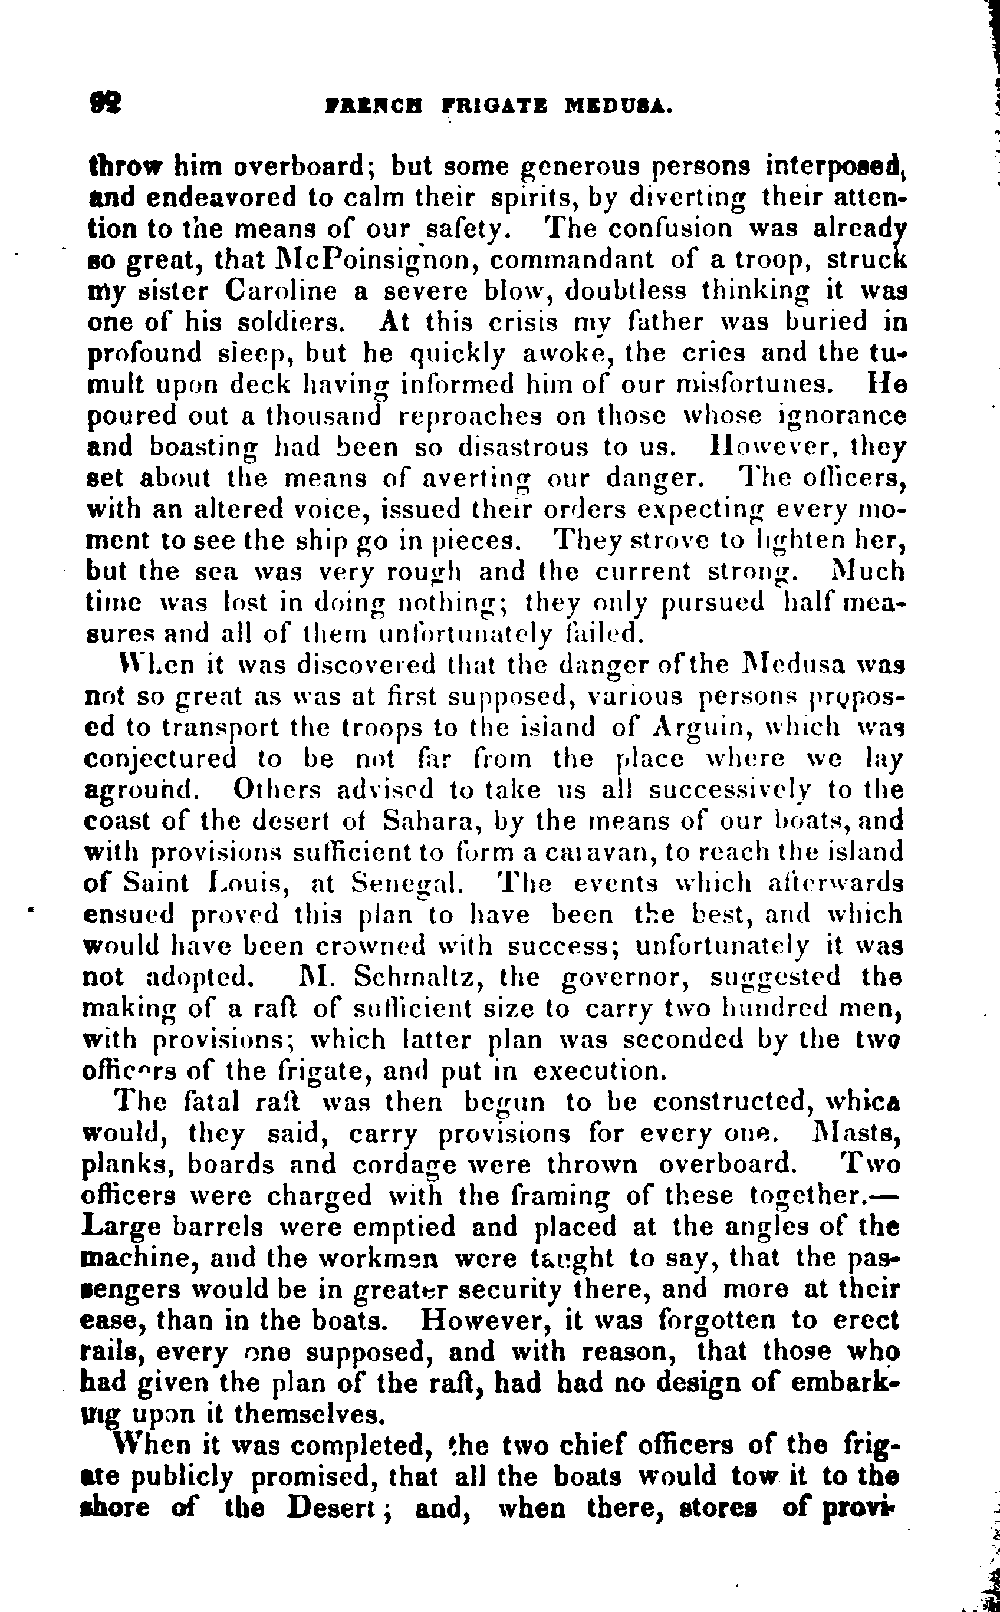 92 FRENCH FRIGATE MEDUSA.
throw him overboard; but some generous persons interposed,
and endeavored to calm their spirits, by diverting their atten-
tion to the means of our safety. The confusion was already
so great, that McPoinsignon, commandant of a troop, struck
my sister Caroline a severe blow, doubtless thinking it was
one of his soldiers. At this crisis my father was buried in
profound sleep, but he quickly awoke, the cries and the tu-
mult upon deck having informed him of our misfortunes. He
poured out a thousand reproaches on those whose ignorance
and boasting had been so disastrous to us. However, they
set about the means of averting our danger. The officers,
with an altered voice, issued their orders expecting every mo-
ment to see the ship go in pieces. They strove to lighten her,
but the sea was very rough and the current strong. Much
time was lost in doing nothing; they only pursued half mea-
sures and all of them unfortunately failed.
When it was discovered that the danger of the Medusa was
not so great as was at first supposed, various persons propos-
ed to transport the troops to the island of Arguin, which was
conjectured to be not far from the place where we lay
aground. Others advised to take us all successively to the
coast of the desert of Sahara, by the means of our boats, and
with provisions sufficient to form a caravan, to reach the island
of Saint Louis, at Senegal. The events which afterwards
ensued proved this plan to have been the best, and which
would have been crowned with success; unfortunately it was
not adopted. M. Schmaltz, the governor, suggested the
making of a raft of sufficient size to carry two hundred men,
with provisions; which latter plan was seconded by the two
officers of the frigate, and put in execution.
The fatal raft was then begun to be constructed, which
would, they said, carry provisions for every one. Masts,
planks, boards and cordage were thrown overboard. Two
officers were charged with the framing of these together.—
Large barrels were emptied and placed at the angles of the
machine, and the workmen were taught to say, that the pas-
sengers would be in greater security there, and more at their
ease, than in the boats. However, it was forgotten to erect
rails, every one supposed, and with reason, that those who
had given the plan of the raft, had had no design of embark-
ing upon it themselves.
When it was completed, the two chief officers of the frig-
ate publicly promised, that all the boats would tow it to the
shore of the Desert; and, when there, stores of provi-